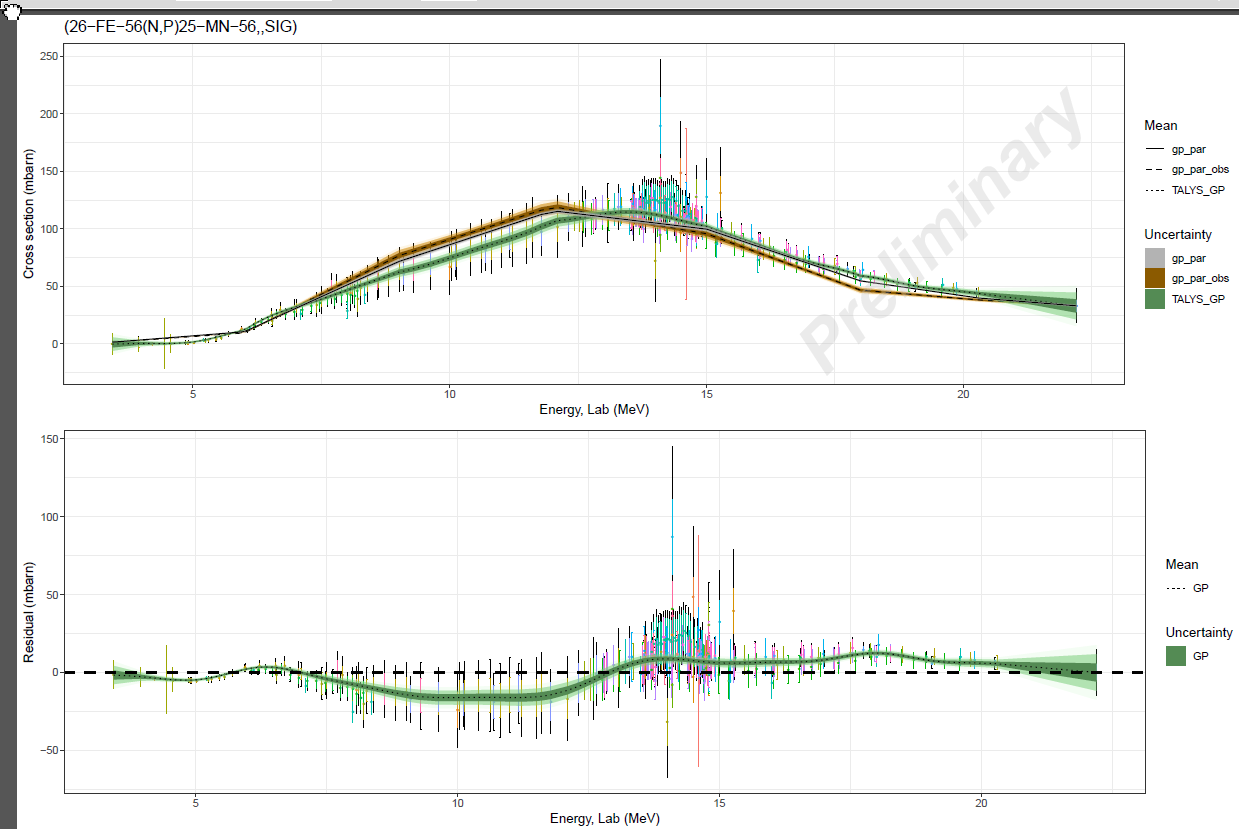 (26−FE−56(N,P)25−MN−56,,SIG)
250
200
150
100
50
0
Cross section (mbarn)
5
10
15
20
Energy, Lab (MeV)
Preliminary
Mean
gp_par
gp_par_obs
TALYS_GP
Uncertainty
gp_par
gp_par_obs
TALYS_GP
150
100
50
0
−50
Residual (mbarn)
5
10
15
20
Energy, Lab (MeV)
Mean
GP
Uncertainty
GP